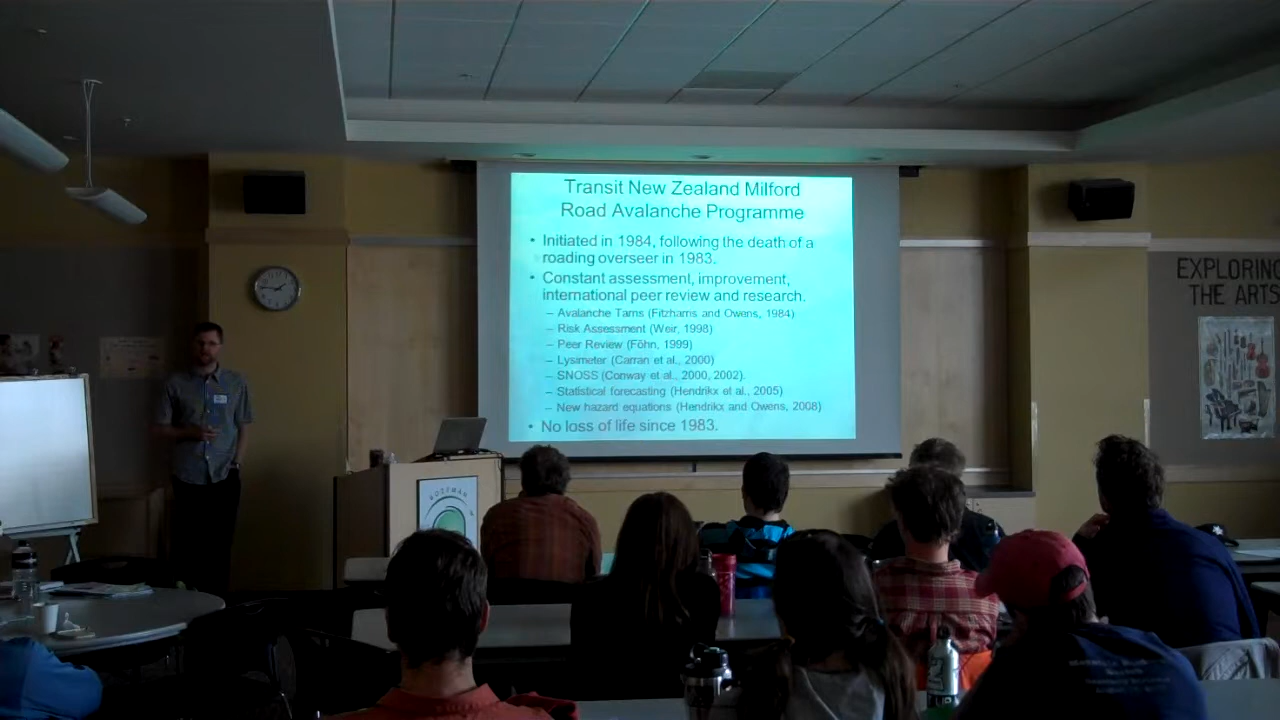 Transit New Zealand Milford
Road Avalanche Programme
• Initiated in 1984, following the death of a
roading overseer in 1983.
• Constant assessment, improvement,
international peer review and research.
– Avalanche Tarns (Fitzharris and Owens, 1984)
– Risk Assessment (Weir, 1998)
– Peer Review (Föhn, 1999)
– Lysimeter (Carran et al., 2000)
– SNOSS (Conway et al., 2000, 2002).
– Statistical forecasting (Hendrikx et al., 2005)
– New hazard equations (Hendrikx and Owens, 2008)
• No loss of life since 1983.
EXPLORING
THE ARTS